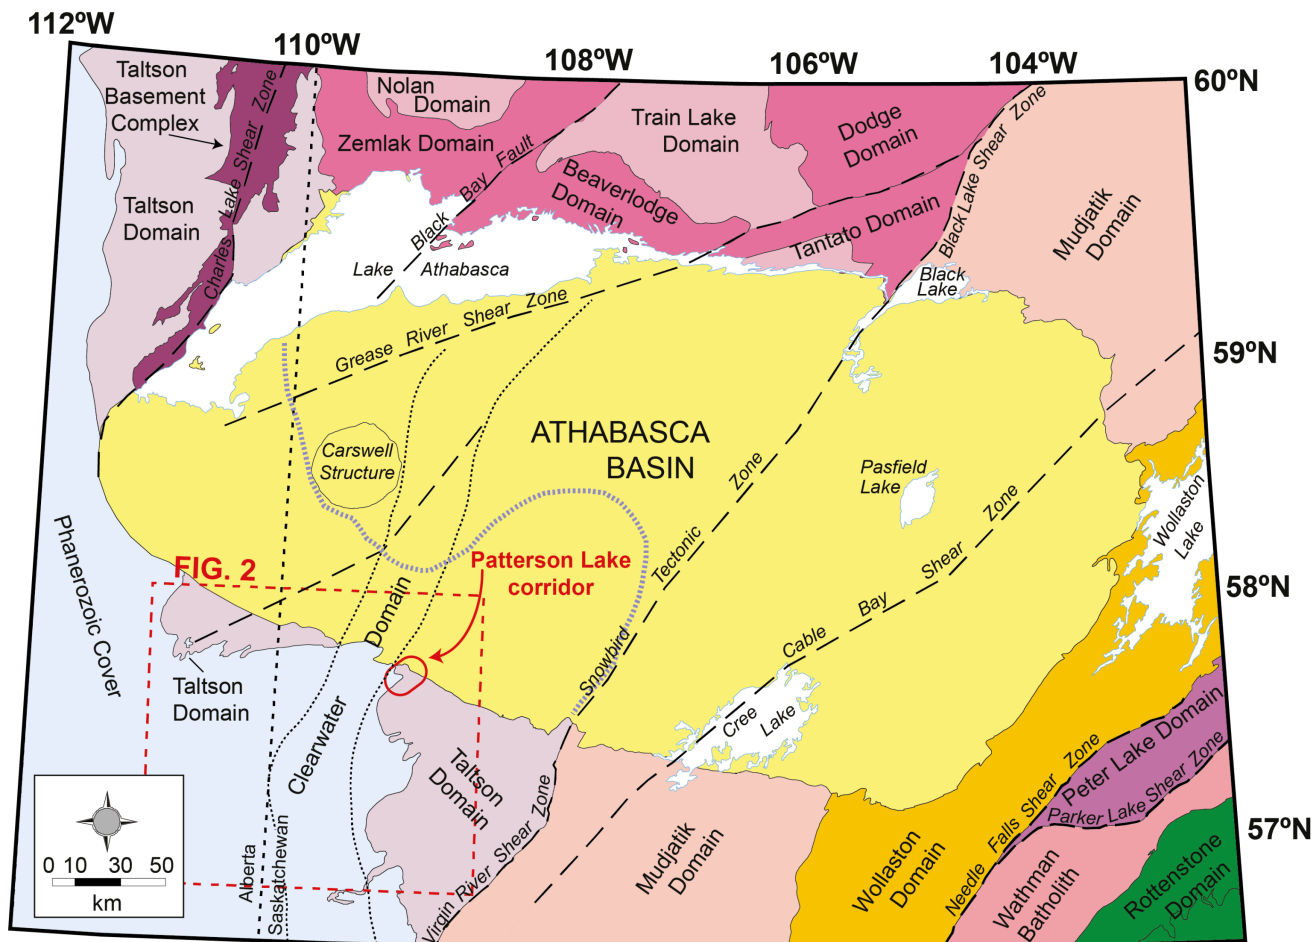 112ºW
110ºW
108ºW
106ºW
104ºW
60ºN
59ºN
58ºN
57ºN
Taltson
Basement
Complex
Charles Lake Shear Zone
Nolan
Domain
Zemlak Domain
Train Lake
Domain
Dodge
Domain
Black Lake Shear Zone
Mudjatik
Domain
Taltson
Domain
Black Bay Fault
Beaverlodge
Domain
Tantato Domain
Lake Athabasca
Black
Lake
Grease River Shear Zone
Carswell
Structure
ATHABASCA
BASIN
Pasfield
Lake
Snowbird Tectonic Zone
Cable Bay Shear Zone
Wollaston
Lake
Phanerozoic Cover
FIG. 2
Patterson Lake
corridor
Clearwater Domain
Taltson
Domain
Taltson
Domain
Cree Lake
Virgin River Shear Zone
Mudjatik
Domain
Wollaston
Domain
Needle Falls Shear Zone
Peter Lake Domain
Parker Lake Shear Zone
Wathman
Batholith
Rottenstone
Domain
Alberta
Saskatchewan
0 10 30 50
km